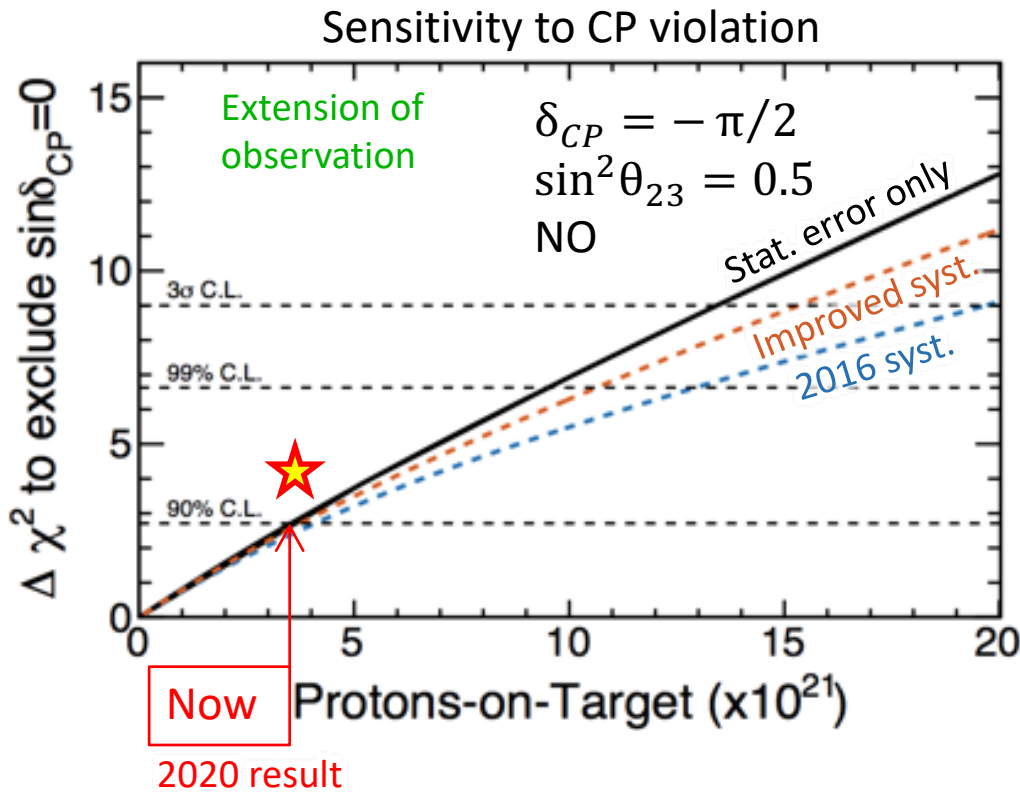 Sensitivity to CP violation
Δ χ² to exclude sinδ_CP=0
15
10
5
0
Extension of
observation
δ_CP = − π/2
sin²θ₂₃ = 0.5
NO
Stat. error only
Improved syst.
2016 syst.
3σ C.L.
99% C.L.
90% C.L.
0 5 10 15 20
Now
Protons-on-Target (x10²¹)
2020 result